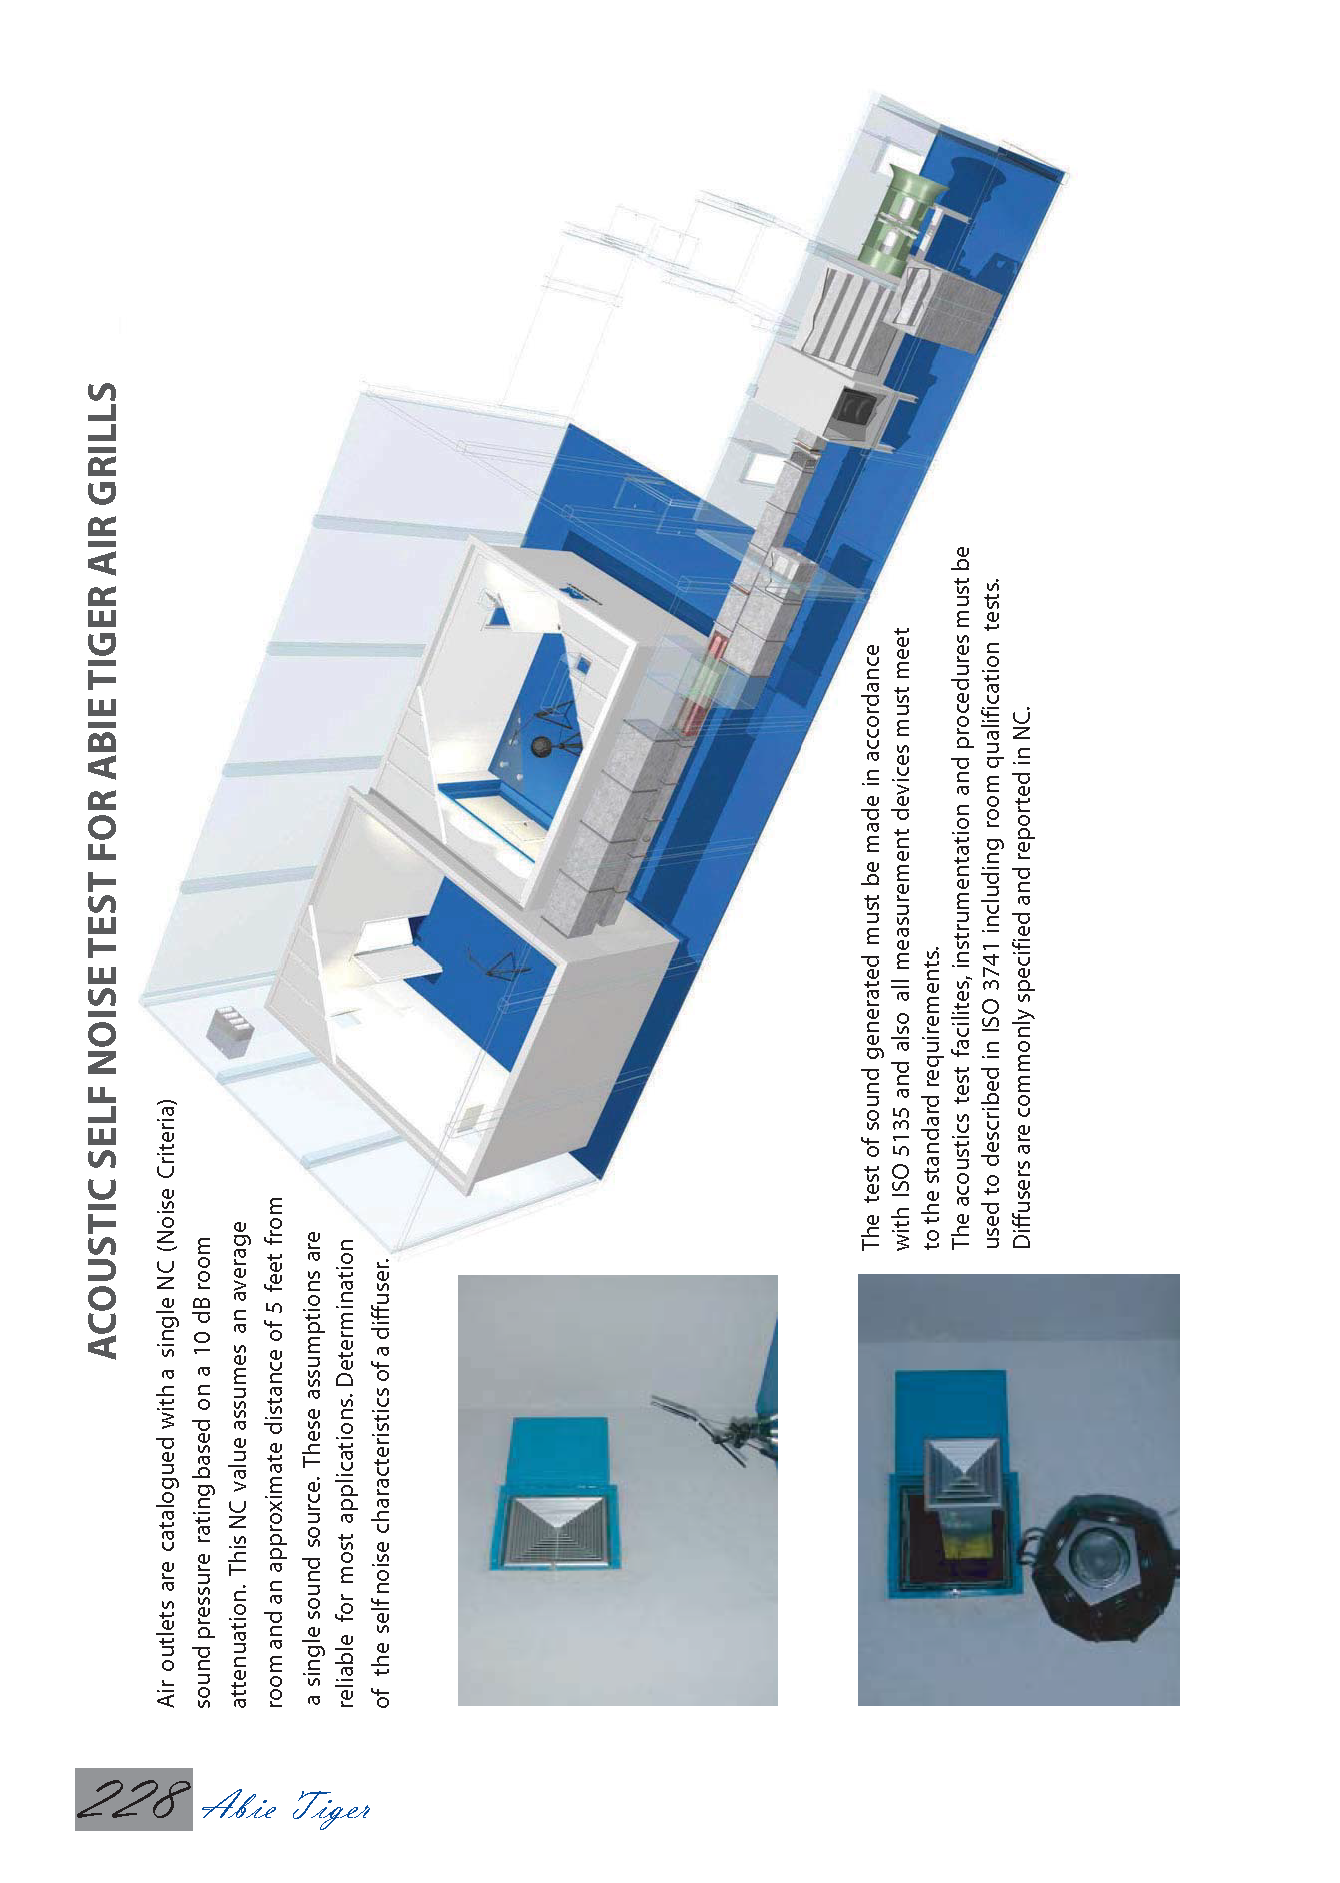 ACOUSTIC SELF NOISE TEST FOR ABIE TIGER AIR GRILLS
Air outlets are catalogued with a single NC (Noise Criteria)
sound pressure rating based on a 10 dB room
attenuation. This NC value assumes an average
room and an approximate distance of 5 feet from
a single sound source. These assumptions are
reliable for most applications. Determination
of the self noise characteristics of a diffuser.
The test of sound generated must be made in accordance
with ISO 5135 and also all measurement devices must meet
to the standard requirements.
The acoustics test facilites, instrumentation and procedures must be
used to described in ISO 3741 including room qualification tests.
Diffusers are commonly specified and reported in NC.
228
Abie Tiger